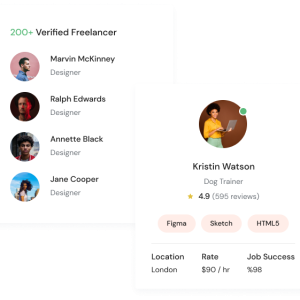 200+ Verified Freelancer
Marvin McKinney
Designer
Ralph Edwards
Designer
Annette Black
Designer
Jane Cooper
Designer
Kristin Watson
Dog Trainer
★ 4.9 (595 reviews)
Figma Sketch HTML5
Location Rate Job Success
London $90 / hr %98